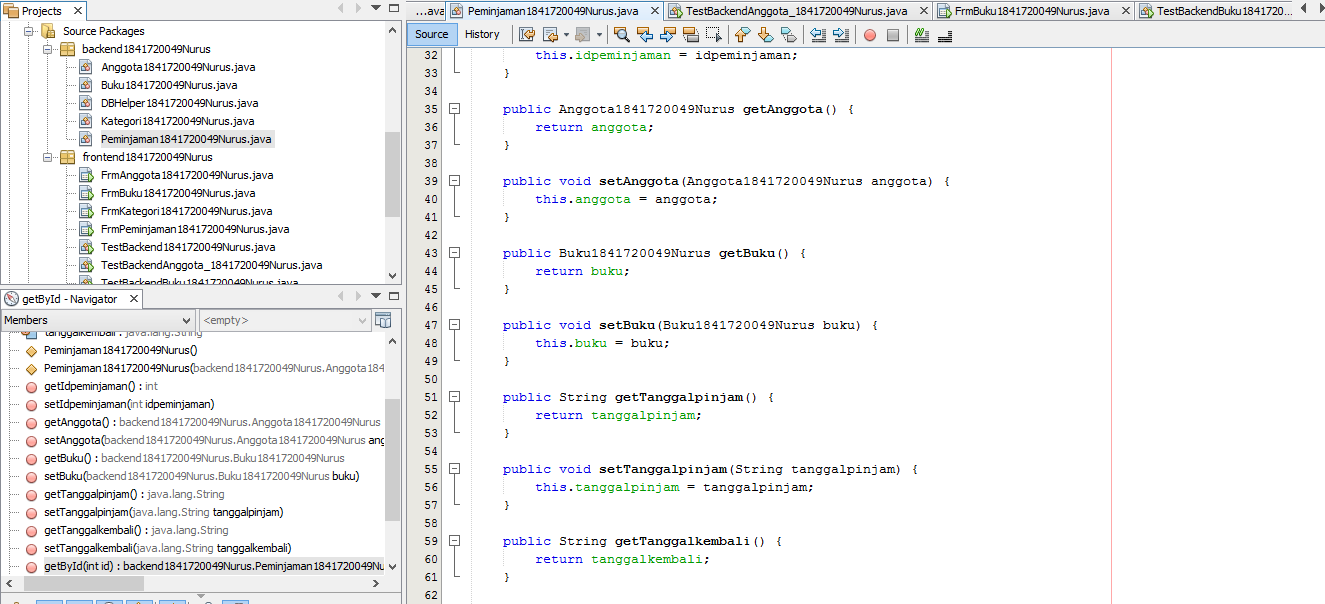 Projects
Source Packages
backend1841720049Nurus
Anggota1841720049Nurus.java
Buku1841720049Nurus.java
DBHelper1841720049Nurus.java
Kategori1841720049Nurus.java
Peminjaman1841720049Nurus.java
frontend1841720049Nurus
FrmAnggota1841720049Nurus.java
FrmBuku1841720049Nurus.java
FrmKategori1841720049Nurus.java
FrmPeminjaman1841720049Nurus.java
TestBackend1841720049Nurus.java
TestBackendAnggota_1841720049Nurus.java
TestBackendBuku1841720049Nurus.java
getById - Navigator
Members
<empty>
tanggalkembali : java.lang.String
Peminjaman1841720049Nurus()
Peminjaman1841720049Nurus(backend1841720049Nurus.Anggota184
getIdpeminjaman() : int
setIdpeminjaman(int idpeminjaman)
getAnggota() : backend1841720049Nurus.Anggota1841720049Nurus
setAnggota(backend1841720049Nurus.Anggota1841720049Nurus ang
getBuku() : backend1841720049Nurus.Buku1841720049Nurus
setBuku(backend1841720049Nurus.Buku1841720049Nurus buku)
getTanggalpinjam() : java.lang.String
setTanggalpinjam(java.lang.String tanggalpinjam)
getTanggalkembali() : java.lang.String
setTanggalkembali(java.lang.String tanggalkembali)
getById(int id) : backend1841720049Nurus.Peminjaman1841720049Nu
...ava Peminjaman1841720049Nurus.java TestBackendAnggota_1841720049Nurus.java FrmBuku1841720049Nurus.java TestBackendBuku1841720...
Source History
32 this.idpeminjaman = idpeminjaman;
33 }
34
35 public Anggota1841720049Nurus getAnggota() {
36 return anggota;
37 }
38
39 public void setAnggota(Anggota1841720049Nurus anggota) {
40 this.anggota = anggota;
41 }
42
43 public Buku1841720049Nurus getBuku() {
44 return buku;
45 }
46
47 public void setBuku(Buku1841720049Nurus buku) {
48 this.buku = buku;
49 }
50
51 public String getTanggalpinjam() {
52 return tanggalpinjam;
53 }
54
55 public void setTanggalpinjam(String tanggalpinjam) {
56 this.tanggalpinjam = tanggalpinjam;
57 }
58
59 public String getTanggalkembali() {
60 return tanggalkembali;
61 }
62